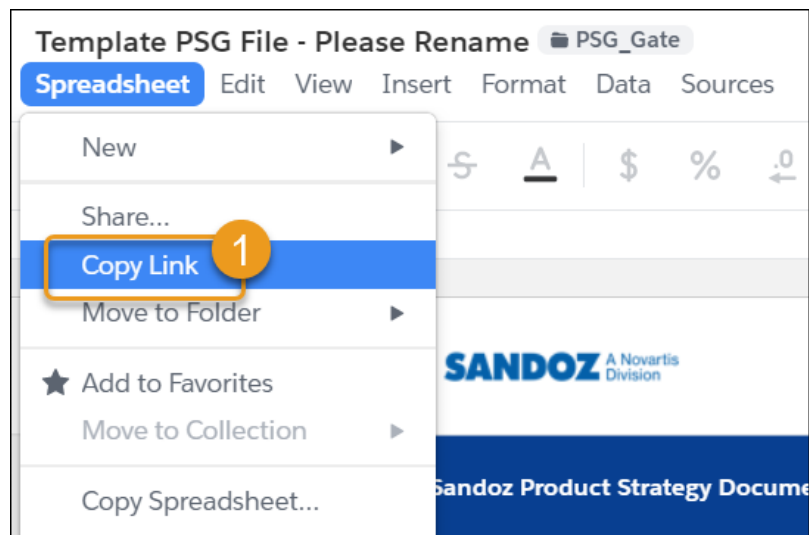 Template PSG File - Please Rename PSG_Gate
Spreadsheet Edit View Insert Format Data Sources
New
S A $ % .0
Share...
1
Copy Link
Move to Folder
SANDOZ A Novartis
Division
Add to Favorites
Move to Collection
Sandoz Product Strategy Docume
Copy Spreadsheet...